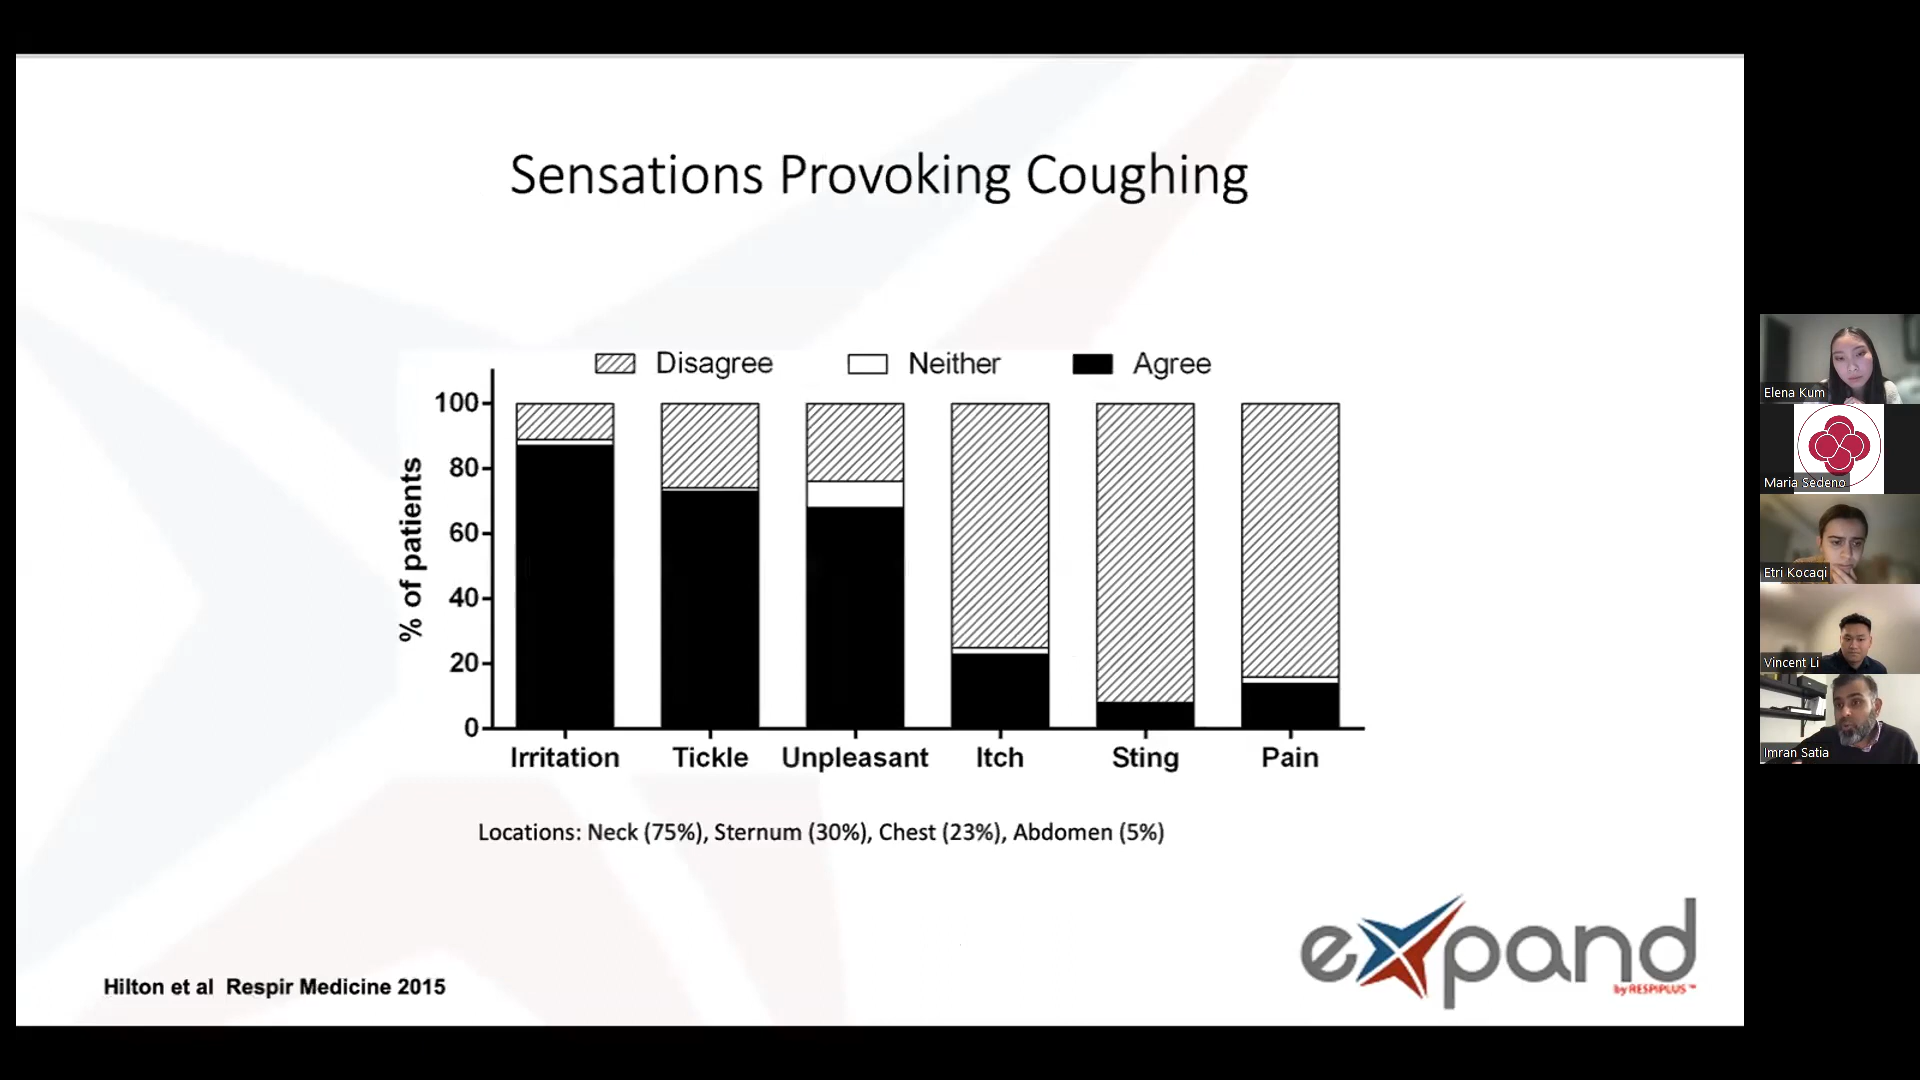 Sensations Provoking Coughing
Disagree Neither Agree
% of patients
100
80
60
40
20
0
Irritation Tickle Unpleasant Itch Sting Pain
Locations: Neck (75%), Sternum (30%), Chest (23%), Abdomen (5%)
Hilton et al Respir Medicine 2015
expand
by RESPIPLUS™
Elena Kum
Maria Sedeno
Etri Kocaqi
Vincent Li
Imran Satia